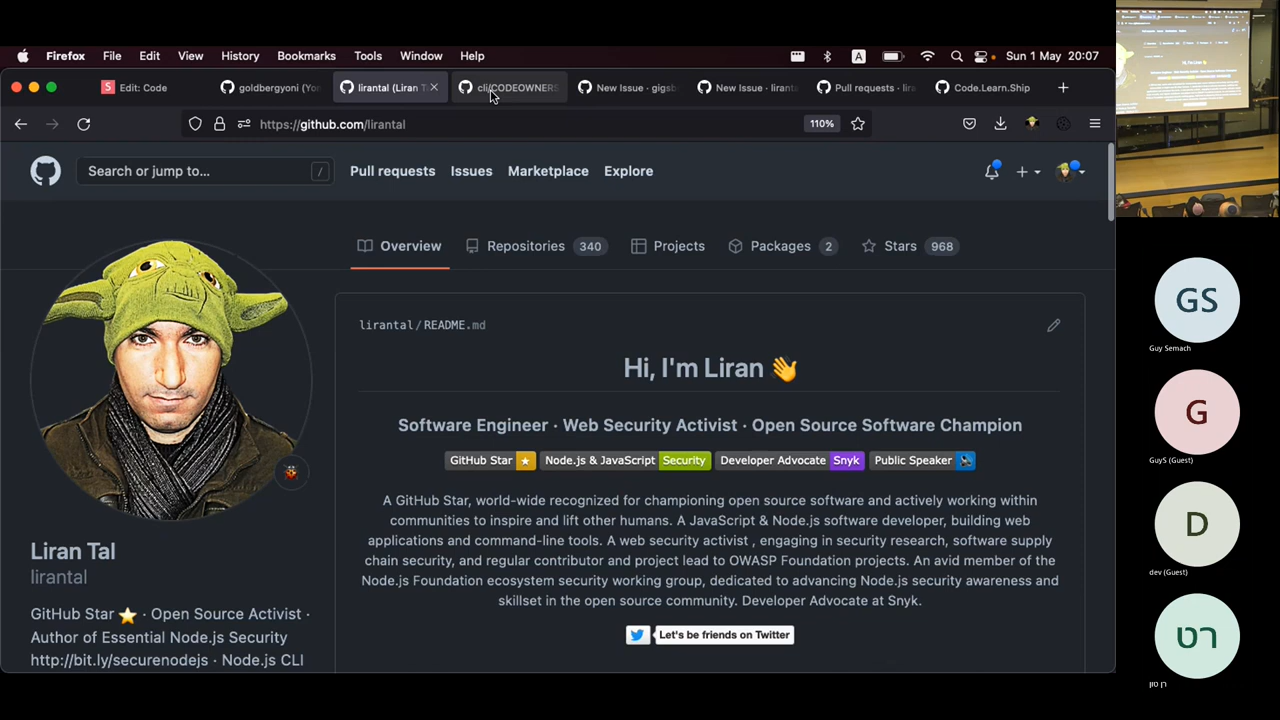 Firefox File Edit View History Bookmarks Tools Window Help
A
Sun 1 May 20:07
S Edit: Code
goldbergyoni (Yon
lirantal (Liran T
CODEOWNERS
New Issue · gigsb
New Issue · liranta
Pull requests · lir
Code.Learn.Ship
https://github.com/lirantal
110%
Search or jump to...
/
Pull requests Issues Marketplace Explore
Overview Repositories 340 Projects Packages 2 Stars 968
lirantal/README.md
Hi, I'm Liran 👋
Software Engineer · Web Security Activist · Open Source Software Champion
GitHub Star ★ Node.js & JavaScript Security Developer Advocate Snyk Public Speaker
A GitHub Star, world-wide recognized for championing open source software and actively working within
communities to inspire and lift other humans. A JavaScript & Node.js software developer, building web
applications and command-line tools. A web security activist , engaging in security research, software supply
chain security, and regular contributor and project lead to OWASP Foundation projects. An avid member of the
Node.js Foundation ecosystem security working group, dedicated to advancing Node.js security awareness and
skillset in the open source community. Developer Advocate at Snyk.
Let's be friends on Twitter
Liran Tal
lirantal
GitHub Star ⭐ · Open Source Activist ·
Author of Essential Node.js Security
http://bit.ly/securenodejs · Node.js CLI
GS
Guy Semach
G
GuyS (Guest)
D
dev (Guest)
רט